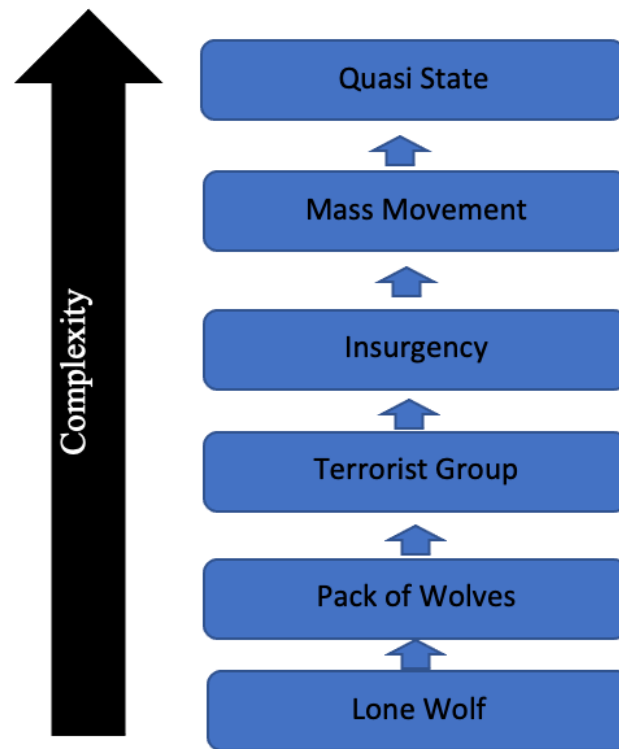 Quasi State
Mass Movement
Insurgency
Terrorist Group
Pack of Wolves
Lone Wolf
Complexity